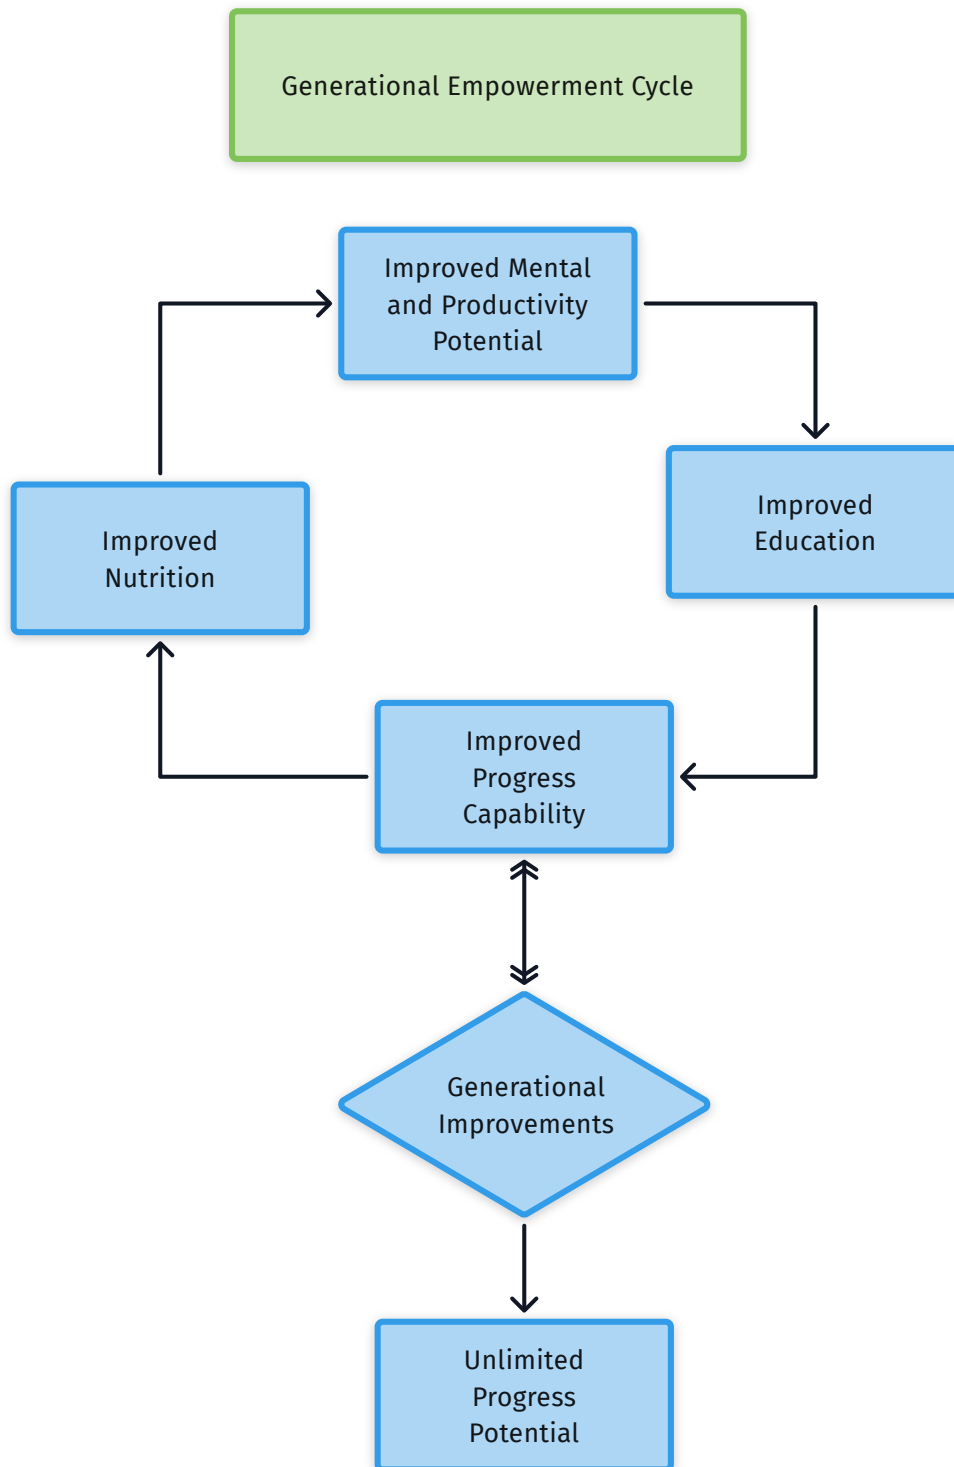 Generational Empowerment Cycle
Improved Mental
and Productivity
Potential
Improved
Education
Improved
Nutrition
Improved
Progress
Capability
Generational
Improvements
Unlimited
Progress
Potential